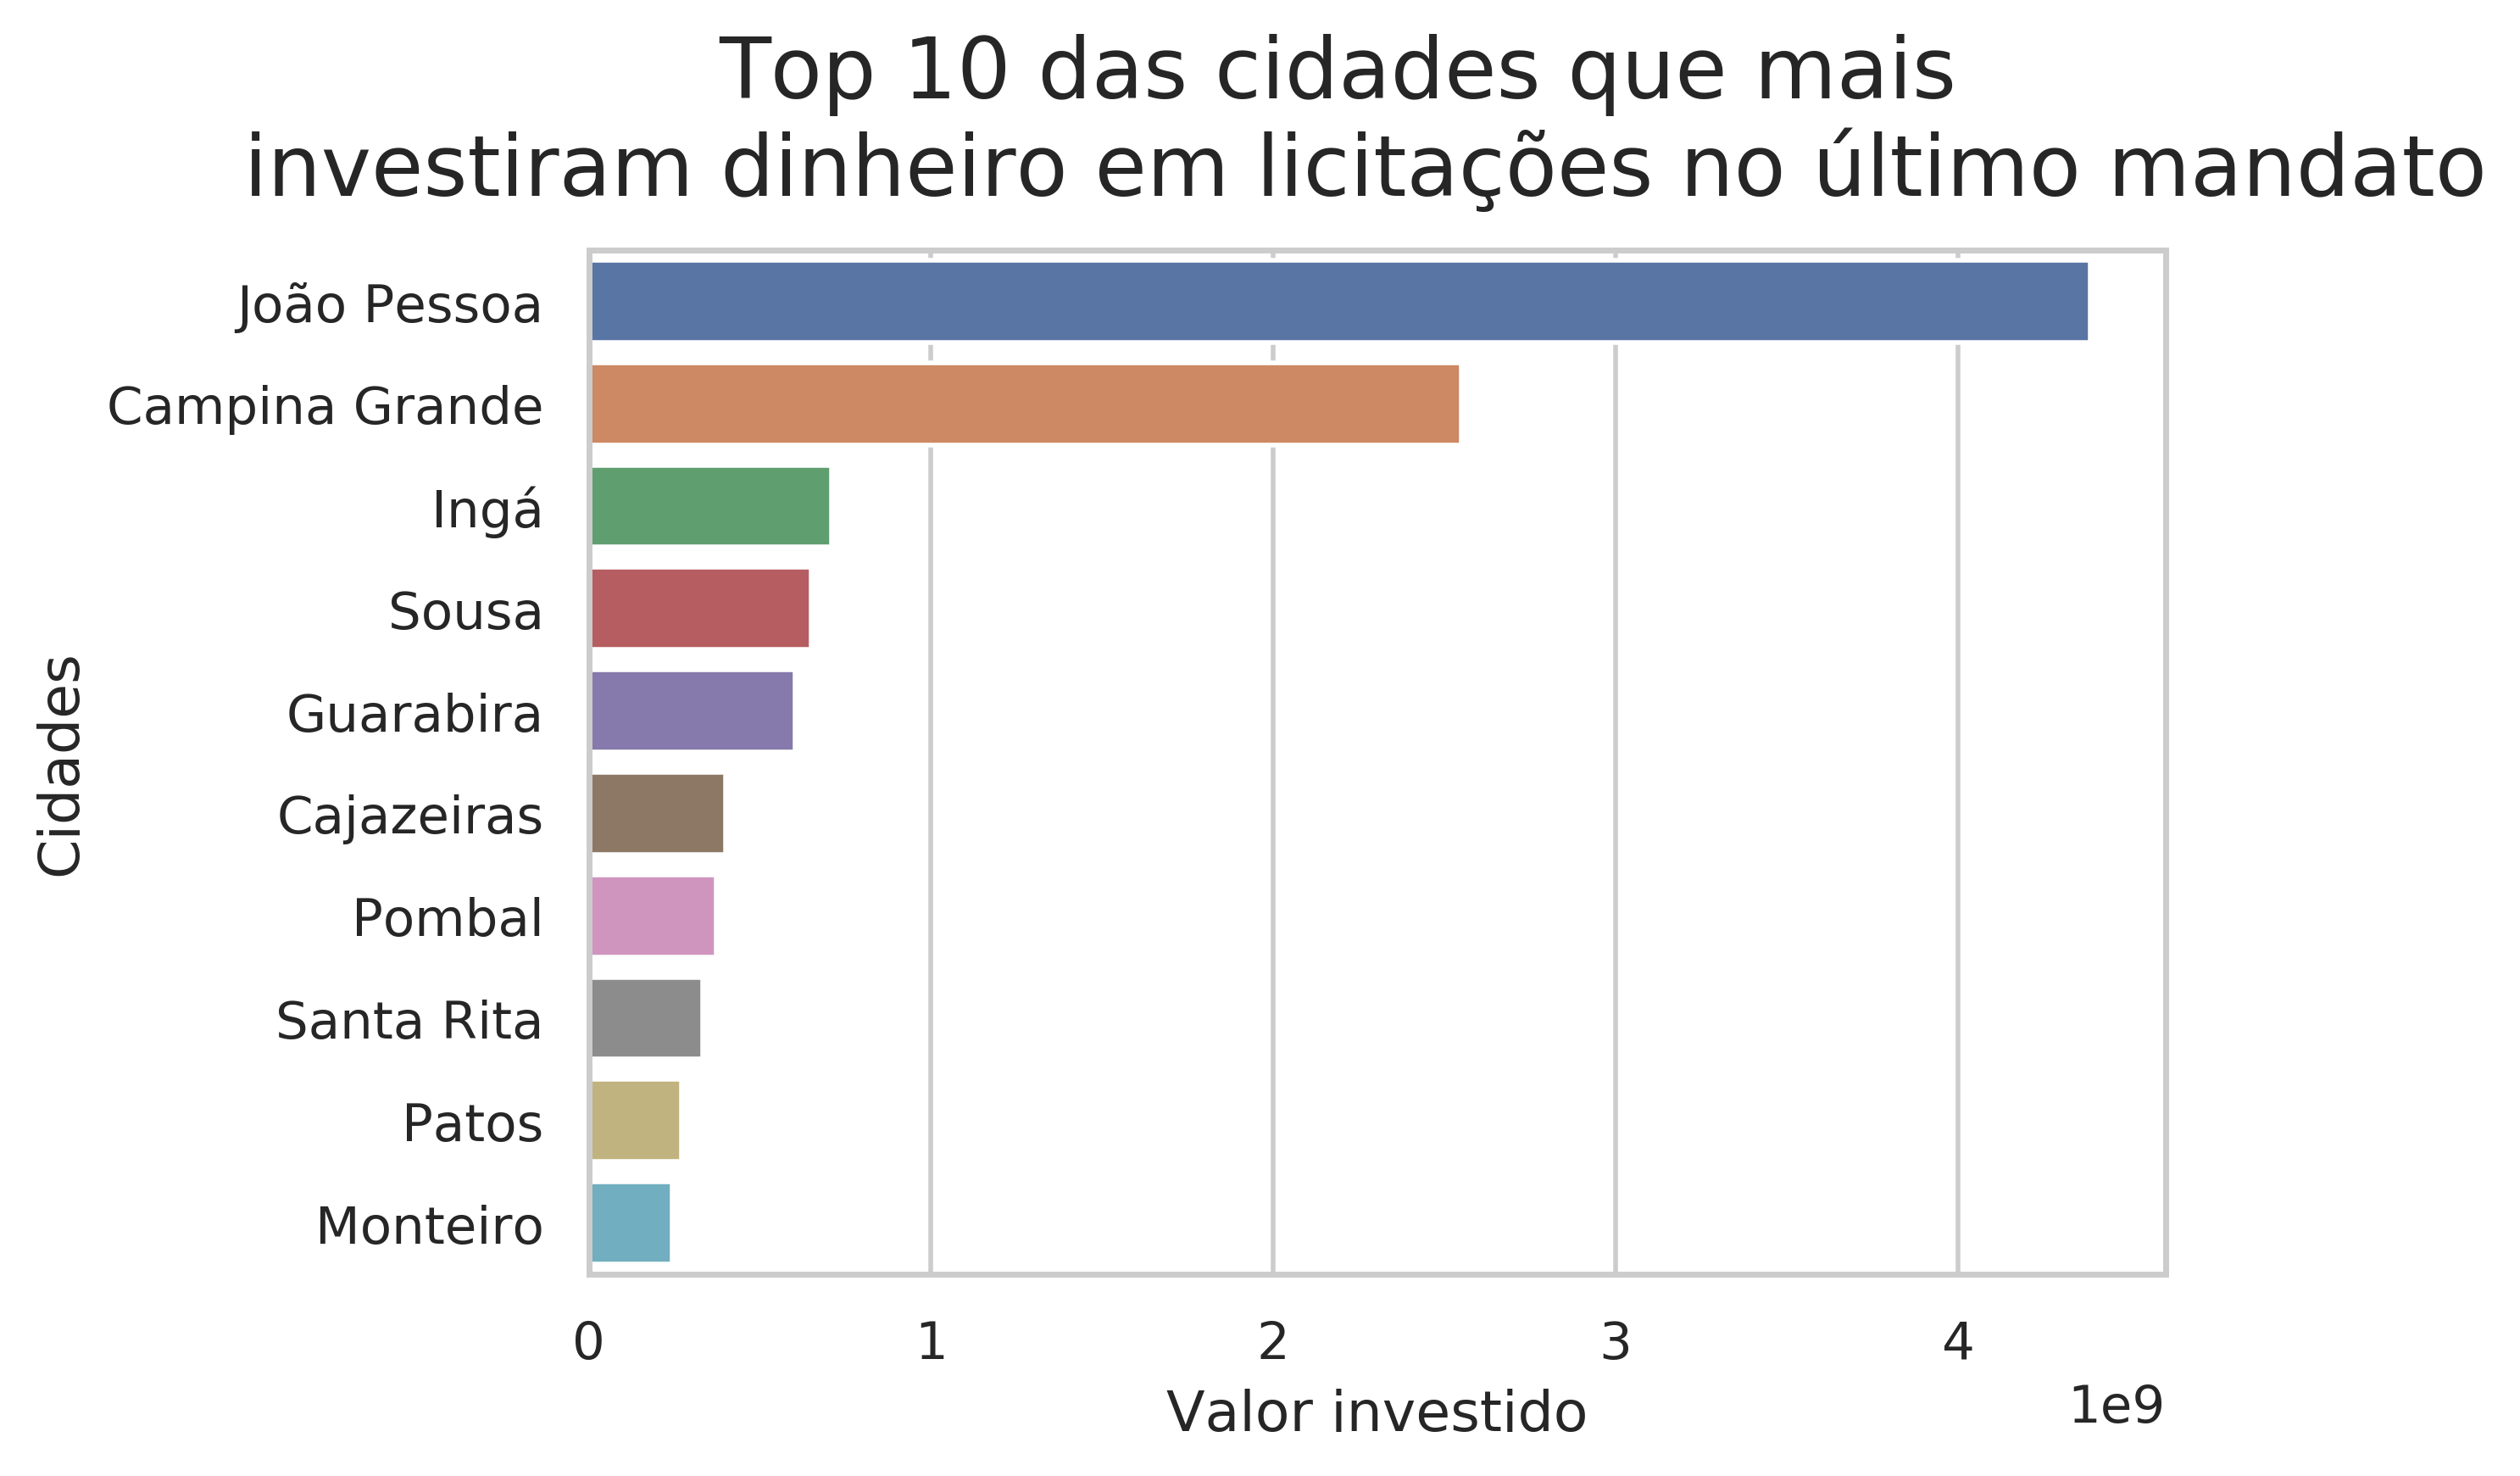 Top 10 das cidades que mais
investiram dinheiro em licitações no último mandato
João Pessoa
Campina Grande
Ingá
Sousa
Guarabira
Cajazeiras
Pombal
Santa Rita
Patos
Monteiro
Cidades
0 1 2 3 4
1e9
Valor investido